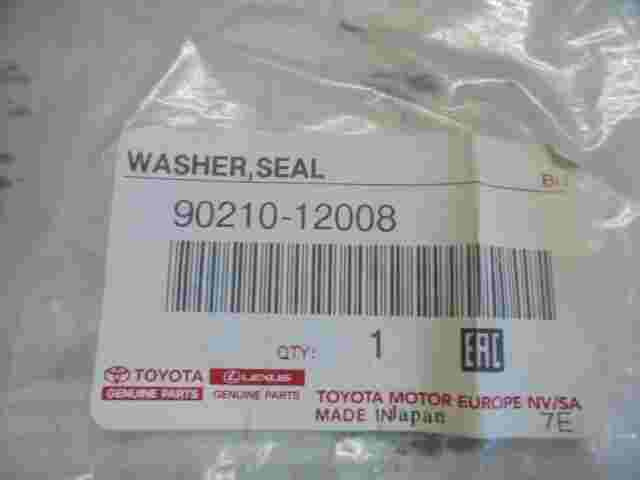 WASHER,SEAL
90210-12008
QTY: 1 EAC
TOYOTA LEXUS
GENUINE PARTS GENUINE PARTS
TOYOTA MOTOR EUROPE NV/SA
MADE IN Japan 7E